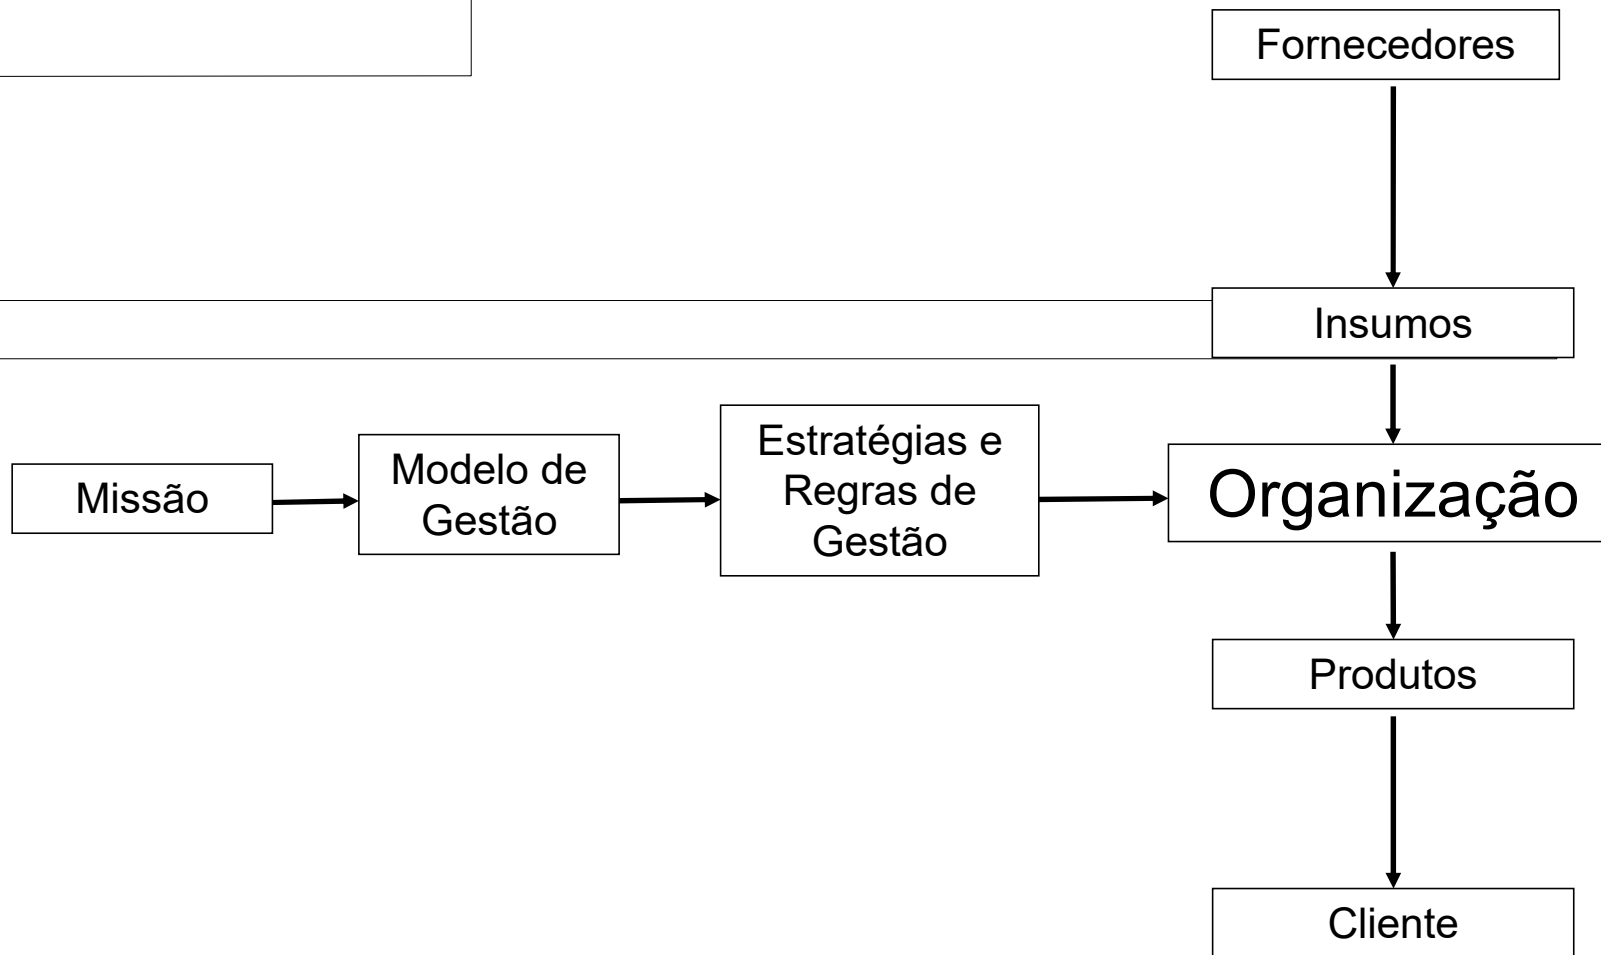 Fornecedores
Insumos
Missão
Modelo de
Gestão
Estratégias e
Regras de
Gestão
Organização
Produtos
Cliente